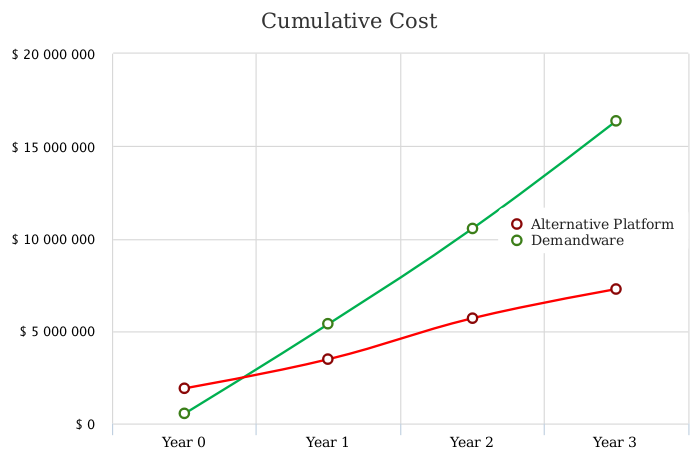 Cumulative Cost
$ 20 000 000
$ 15 000 000
$ 10 000 000
$ 5 000 000
$ 0
Alternative Platform
Demandware
Year 0
Year 1
Year 2
Year 3